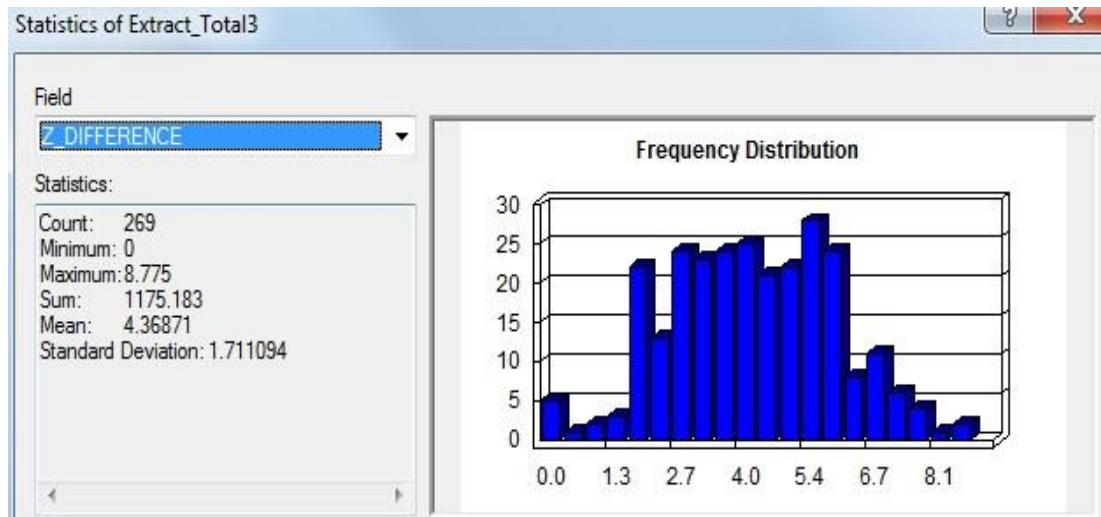 Statistics of Extract_Total3
?
X
Field
Z_DIFFERENCE
Statistics:
Count: 269
Minimum: 0
Maximum: 8.775
Sum: 1175.183
Mean: 4.36871
Standard Deviation: 1.711094
Frequency Distribution
30
25
20
15
10
5
0
0.0 1.3 2.7 4.0 5.4 6.7 8.1